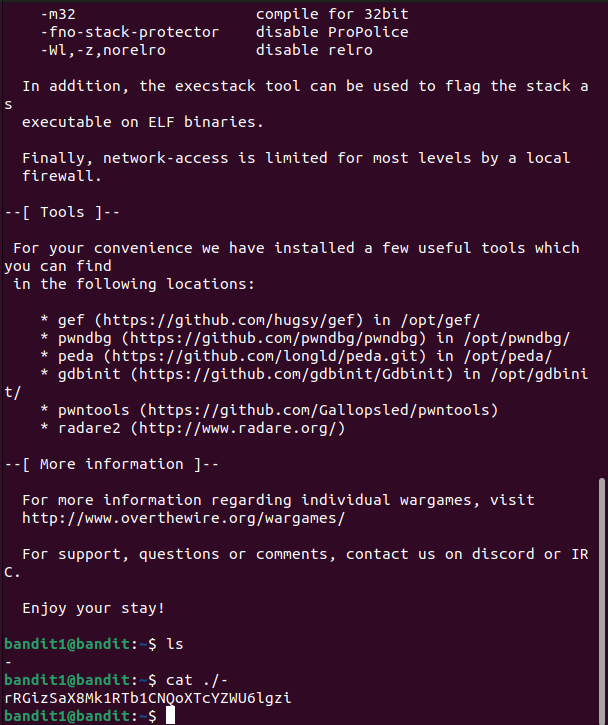 -m32                    compile for 32bit
-fno-stack-protector    disable ProPolice
-Wl,-z,norelro          disable relro
In addition, the execstack tool can be used to flag the stack a
s
executable on ELF binaries.
Finally, network-access is limited for most levels by a local
firewall.
--[ Tools ]--
For your convenience we have installed a few useful tools which
you can find
in the following locations:
* gef (https://github.com/hugsy/gef) in /opt/gef/
* pwndbg (https://github.com/pwndbg/pwndbg) in /opt/pwndbg/
* peda (https://github.com/longld/peda.git) in /opt/peda/
* gdbinit (https://github.com/gdbinit/Gdbinit) in /opt/gdbini
t/
* pwntools (https://github.com/Gallopsled/pwntools)
* radare2 (http://www.radare.org/)
--[ More information ]--
For more information regarding individual wargames, visit
http://www.overthewire.org/wargames/
For support, questions or comments, contact us on discord or IR
C.
Enjoy your stay!
bandit1@bandit:~$ ls
-
bandit1@bandit:~$ cat ./-
rRGizSaX8Mk1RTb1CNQoXTcYZWU6lgzi
bandit1@bandit:~$